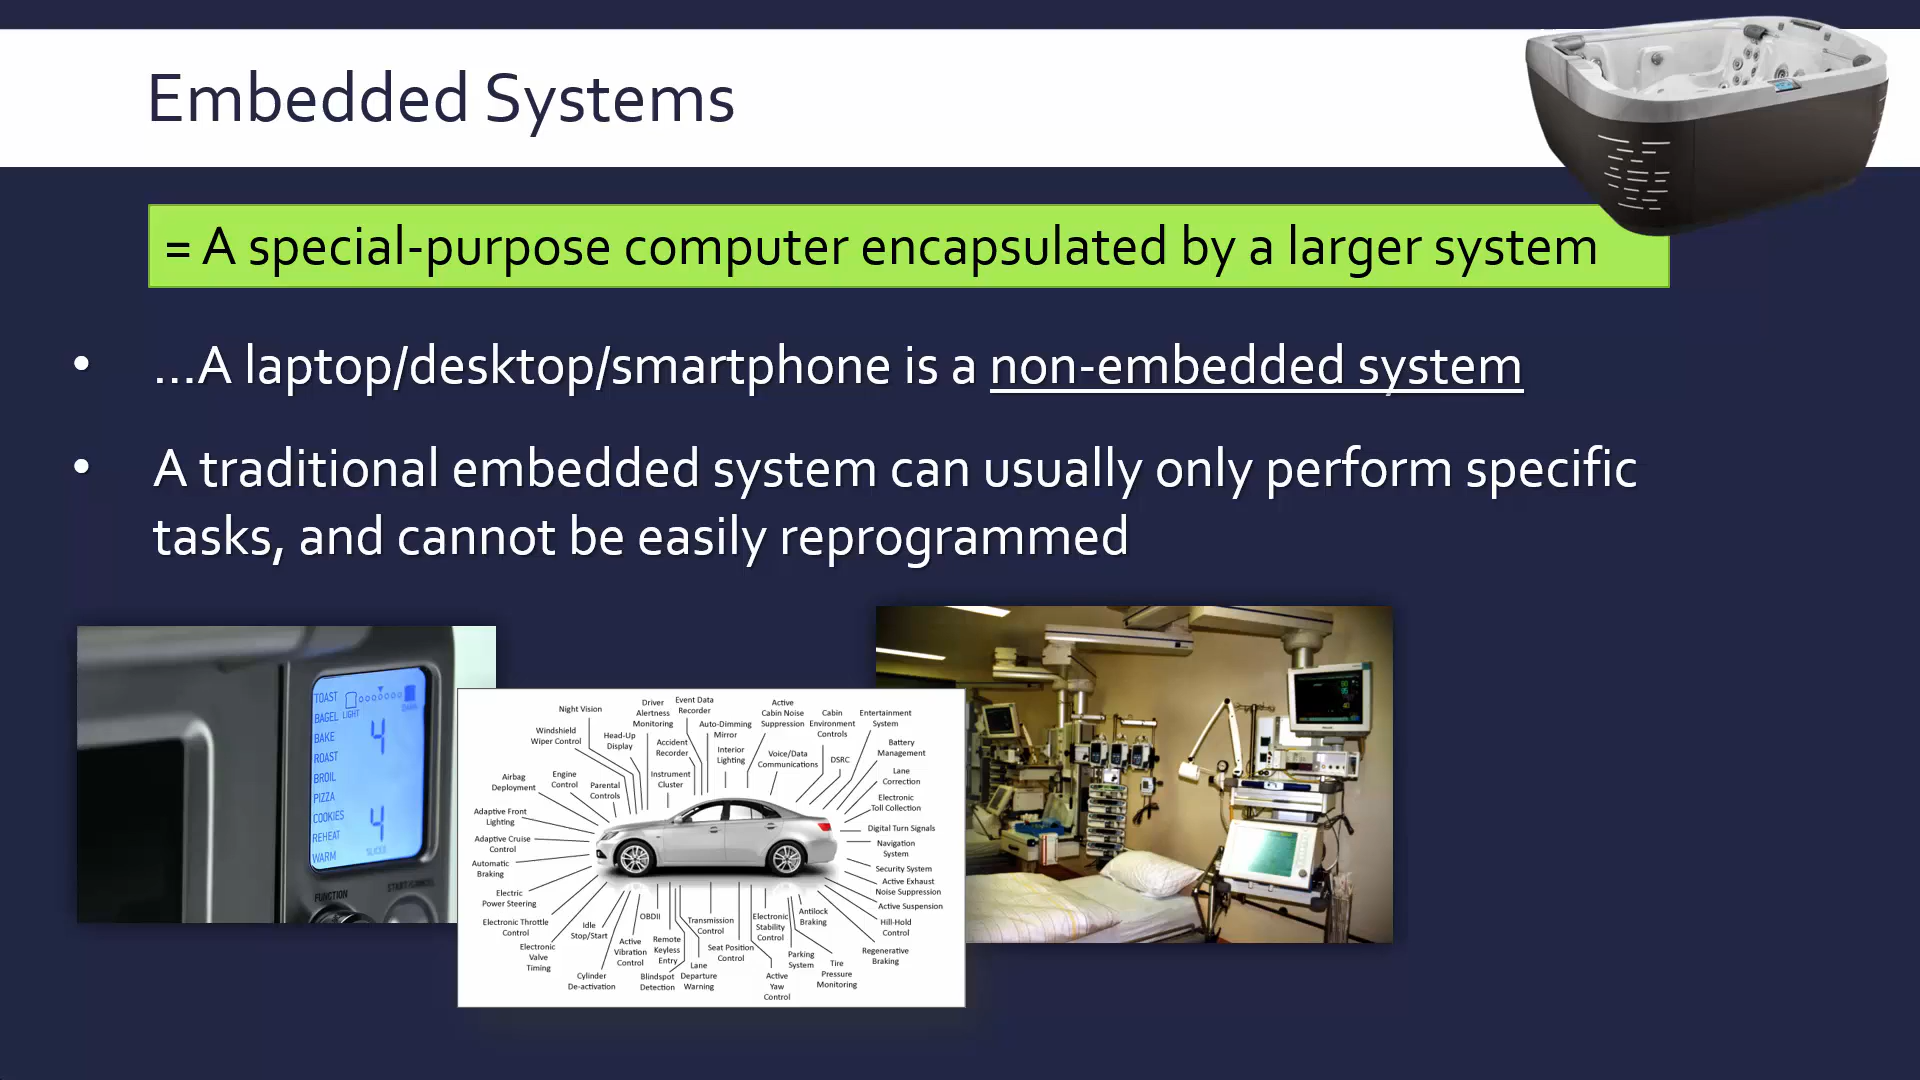 Embedded Systems
= A special-purpose computer encapsulated by a larger system
• ...A laptop/desktop/smartphone is a non-embedded system
• A traditional embedded system can usually only perform specific
tasks, and cannot be easily reprogrammed
TOAST
BAGEL
LIGHT
DARK
BAKE
4
ROAST
BROIL
PIZZA
COOKIES
4
REHEAT
WARM
SLICES
FUNCTION
START/CANCEL
Night Vision
Driver
Alertness
Monitoring
Event Data
Recorder
Active
Cabin Noise
Suppression
Cabin
Environment
Controls
Entertainment
System
Windshield
Wiper Control
Head-Up
Display
Accident
Recorder
Auto-Dimming
Mirror
Interior
Lighting
Voice/Data
Communications
DSRC
Battery
Management
Airbag
Deployment
Engine
Control
Parental
Controls
Instrument
Cluster
Lane
Correction
Electronic
Toll Collection
Adaptive Front
Lighting
Digital Turn Signals
Adaptive Cruise
Control
Navigation
System
Automatic
Braking
Security System
Active Exhaust
Noise Suppression
Electric
Power Steering
Active Suspension
Electronic Throttle
Control
Idle
Stop/Start
OBDII
Transmission
Control
Electronic
Stability
Control
Antilock
Braking
Hill-Hold
Control
Electronic
Valve
Timing
Active
Vibration
Control
Remote
Keyless
Entry
Seat Position
Control
Parking
System
Regenerative
Braking
Cylinder
De-activation
Blindspot
Detection
Lane
Departure
Warning
Active
Yaw
Control
Tire
Pressure
Monitoring